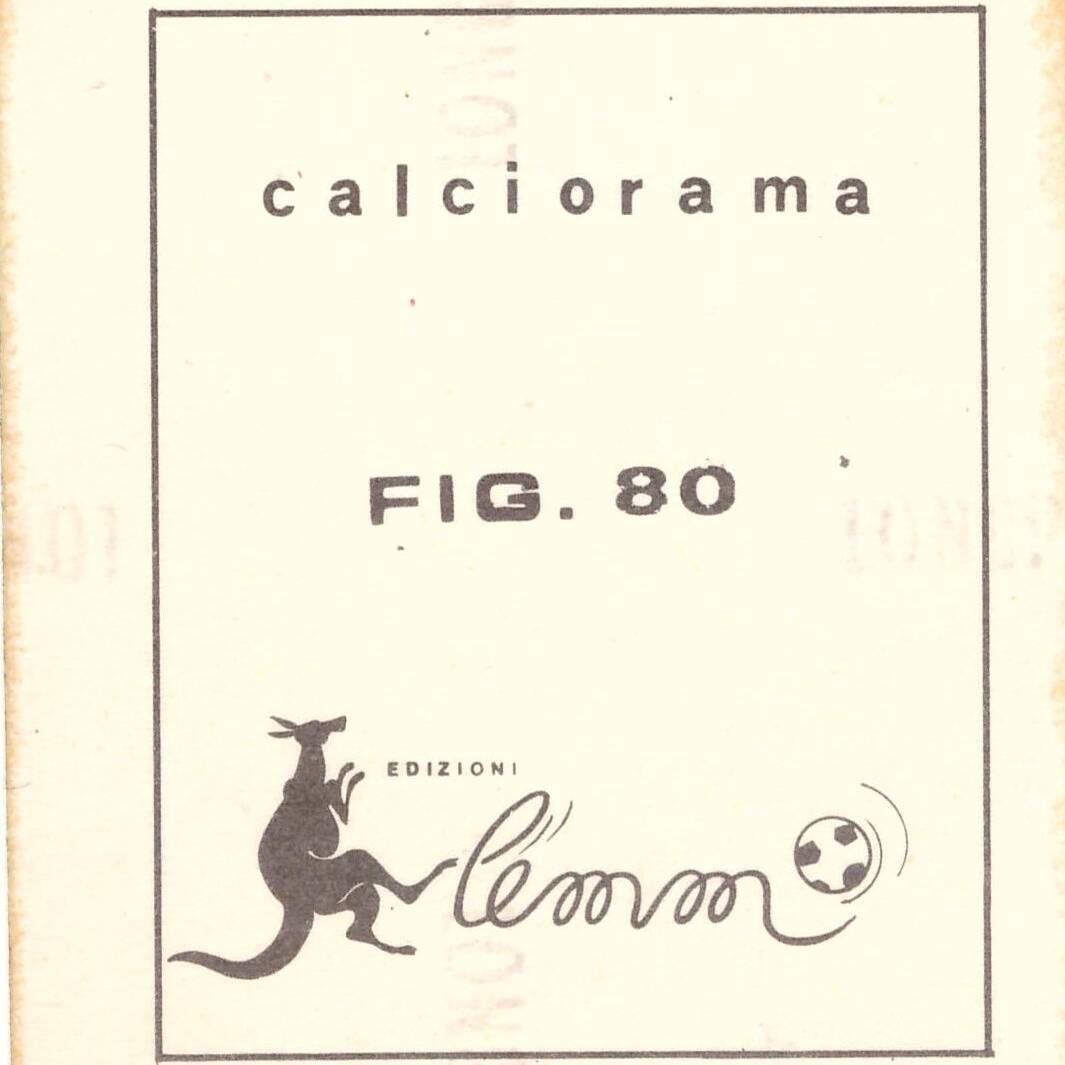 calciorama
FIG. 80
EDIZIONI
lemm